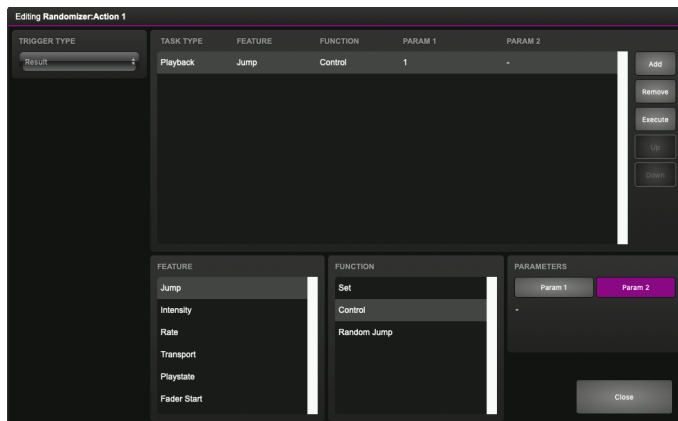 Editing Randomizer:Action 1
TRIGGER TYPE
Result
TASK TYPE FEATURE FUNCTION PARAM 1 PARAM 2
Playback Jump Control 1 -
Add
Remove
Execute
Up
Down
FEATURE
Jump
Intensity
Rate
Transport
Playstate
Fader Start
FUNCTION
Set
Control
Random Jump
PARAMETERS
Param 1 Param 2
-
Close